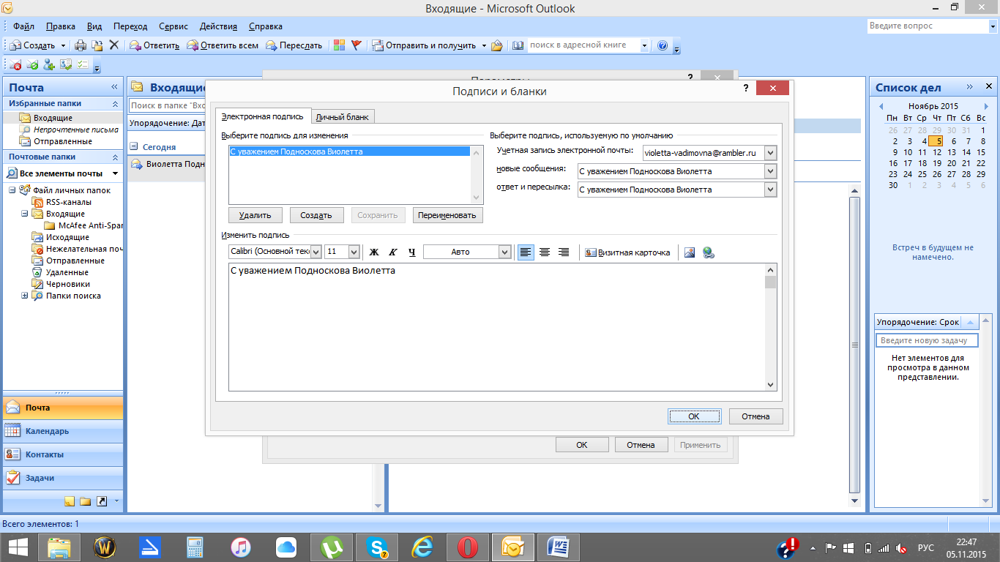 Входящие - Microsoft Outlook
Файл Правка Вид Переход Сервис Действия Справка
Введите вопрос
Создать Ответить Ответить всем Переслать Отправить и получить поиск в адресной книге
Почта
Избранные папки
Входящие
Непрочтенные письма
Отправленные
Почтовые папки
Все элементы почты
Файл личных папок
RSS-каналы
Входящие
McAfee Anti-Spar
Исходящие
Нежелательная поч
Отправленные
Удаленные
Черновики
Папки поиска
Почта
Календарь
Контакты
Задачи
Всего элементов: 1
Входящие
Поиск в папке "Вхо
Упорядочение: Дат
Сегодня
Виолетта Подн
Подписи и бланки
?
Электронная подпись Личный бланк
Выберите подпись для изменения
С уважением Подноскова Виолетта
Удалить Создать Сохранить Переименовать
Выберите подпись, используемую по умолчанию
Учетная запись электронной почты: violetta-vadimovna@rambler.ru
новые сообщения: С уважением Подноскова Виолетта
ответ и пересылка: С уважением Подноскова Виолетта
Изменить подпись
Calibri (Основной текс 11 Ж К Ч Авто Визитная карточка
С уважением Подноскова Виолетта
ОК Отмена
ОК Отмена Применить
Список дел
Ноябрь 2015
Пн Вт Ср Чт Пт Сб Вс
26 27 28 29 30 31 1
2 3 4 5 6 7 8
9 10 11 12 13 14 15
16 17 18 19 20 21 22
23 24 25 26 27 28 29
30 1 2 3 4 5 6
Встреч в будущем не
намечено.
Упорядочение: Срок
Введите новую задачу
Нет элементов для
просмотра в данном
представлении.
7
РУС
22:47
05.11.2015